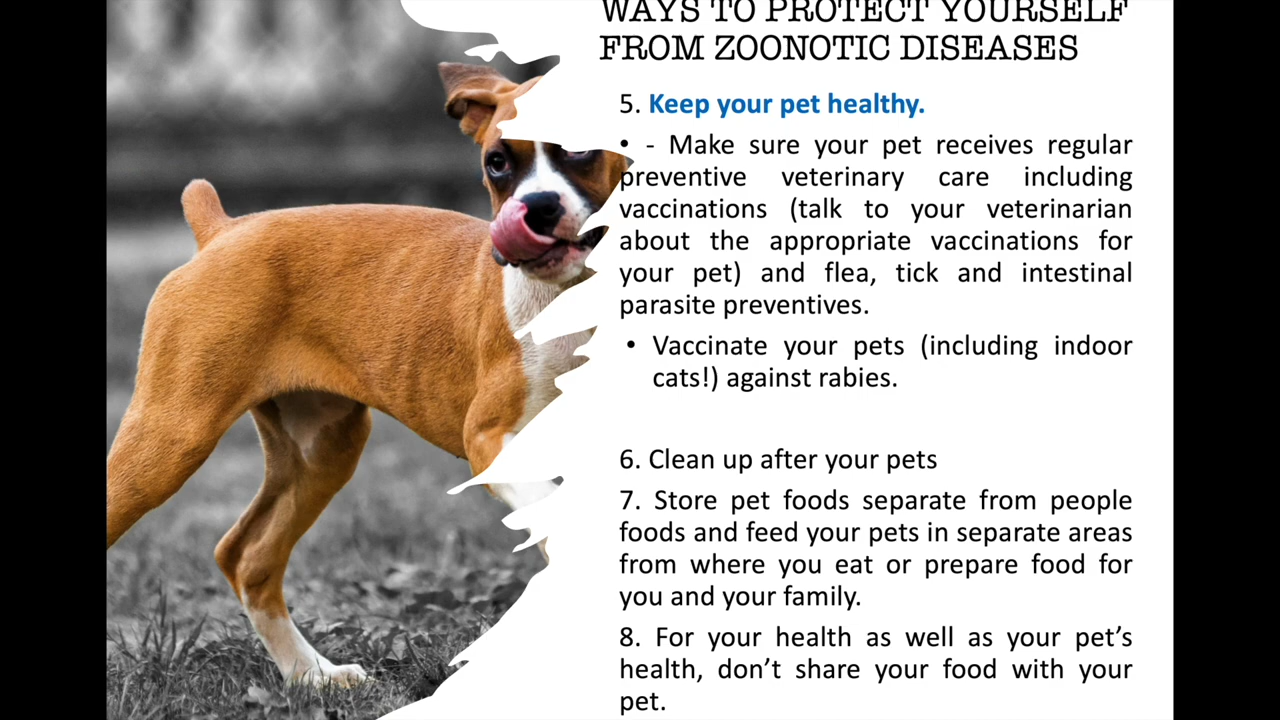 WAYS TO PROTECT YOURSELF
FROM ZOONOTIC DISEASES
5. Keep your pet healthy.
• - Make sure your pet receives regular
preventive veterinary care including
vaccinations (talk to your veterinarian
about the appropriate vaccinations for
your pet) and flea, tick and intestinal
parasite preventives.
• Vaccinate your pets (including indoor
cats!) against rabies.
6. Clean up after your pets
7. Store pet foods separate from people
foods and feed your pets in separate areas
from where you eat or prepare food for
you and your family.
8. For your health as well as your pet’s
health, don’t share your food with your
pet.